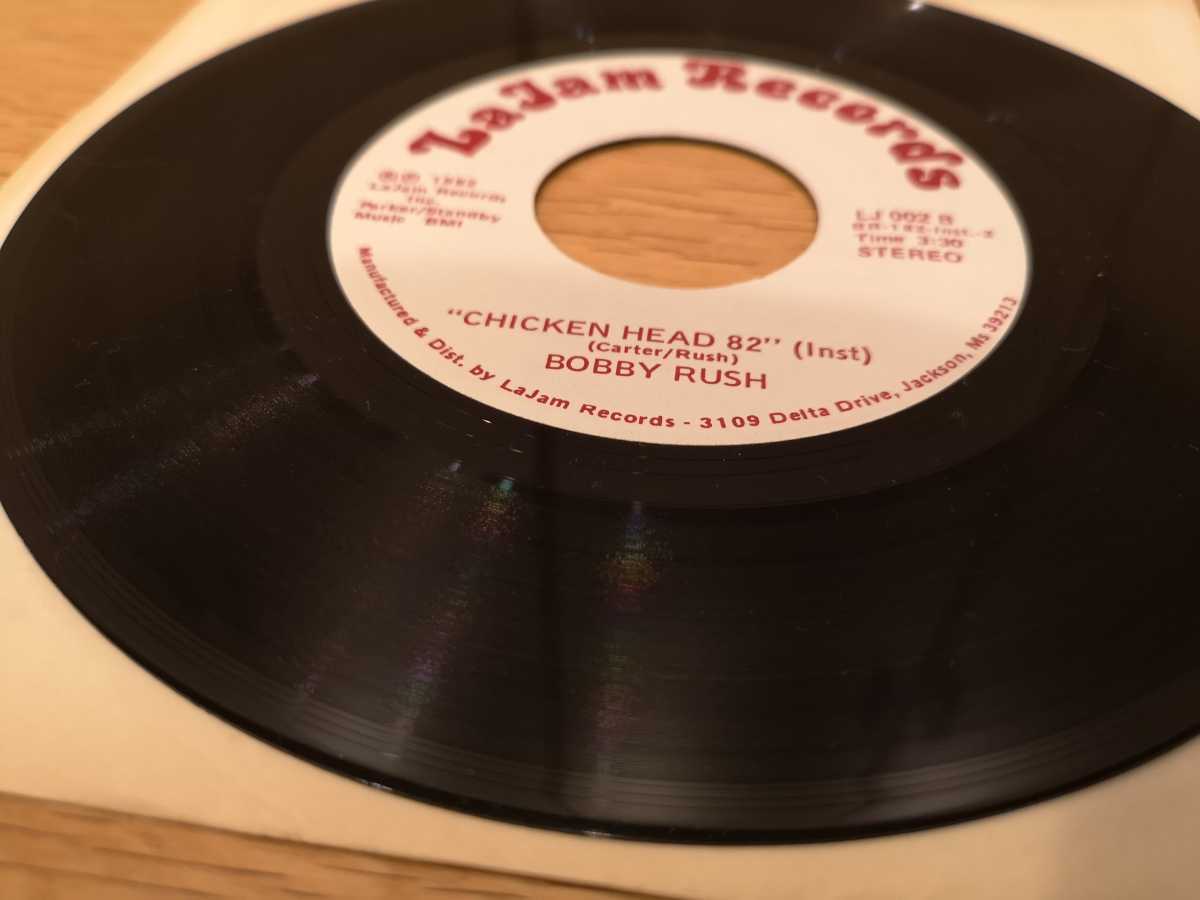 LaJam Records
℗© 1982
LaJam Records
Inc.
Parker/Standby
Music BMI
LJ 002 B
Time 3:30
STEREO
"CHICKEN HEAD 82" (Inst)
(Carter/Rush)
BOBBY RUSH
Manufactured & Dist. by LaJam Records - 3109 Delta Drive, Jackson, Ms 39213